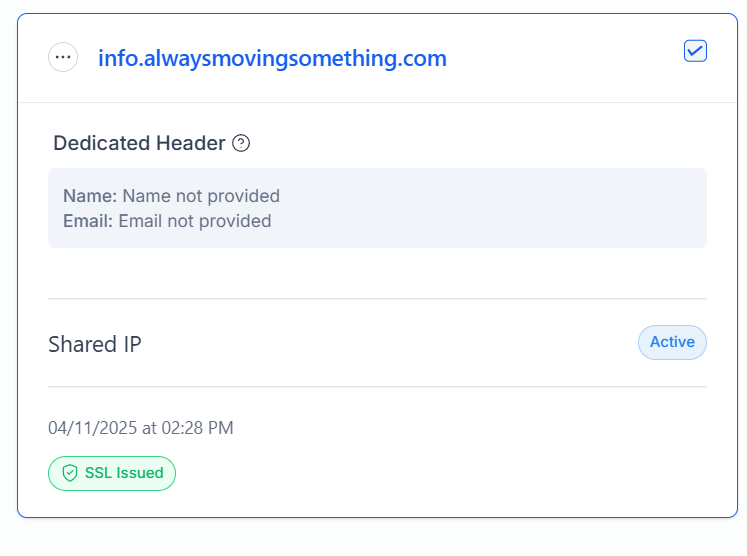 info.alwaysmovingsomething.com
Dedicated Header
Name: Name not provided
Email: Email not provided
Shared IP
Active
04/11/2025 at 02:28 PM
SSL Issued